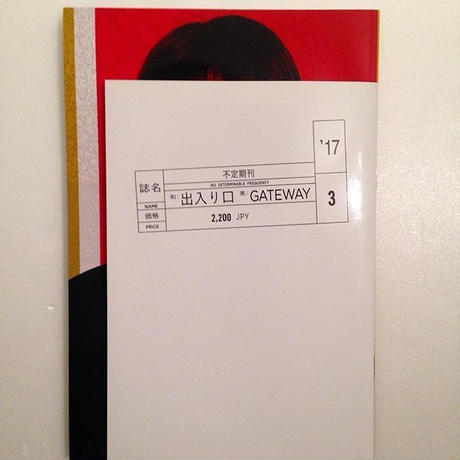 '17
不定期刊
NO DETERMINABLE FREQUENCY
誌名
NAME
和: 出入り口 英: GATEWAY
3
価格
PRICE
2,200 JPY